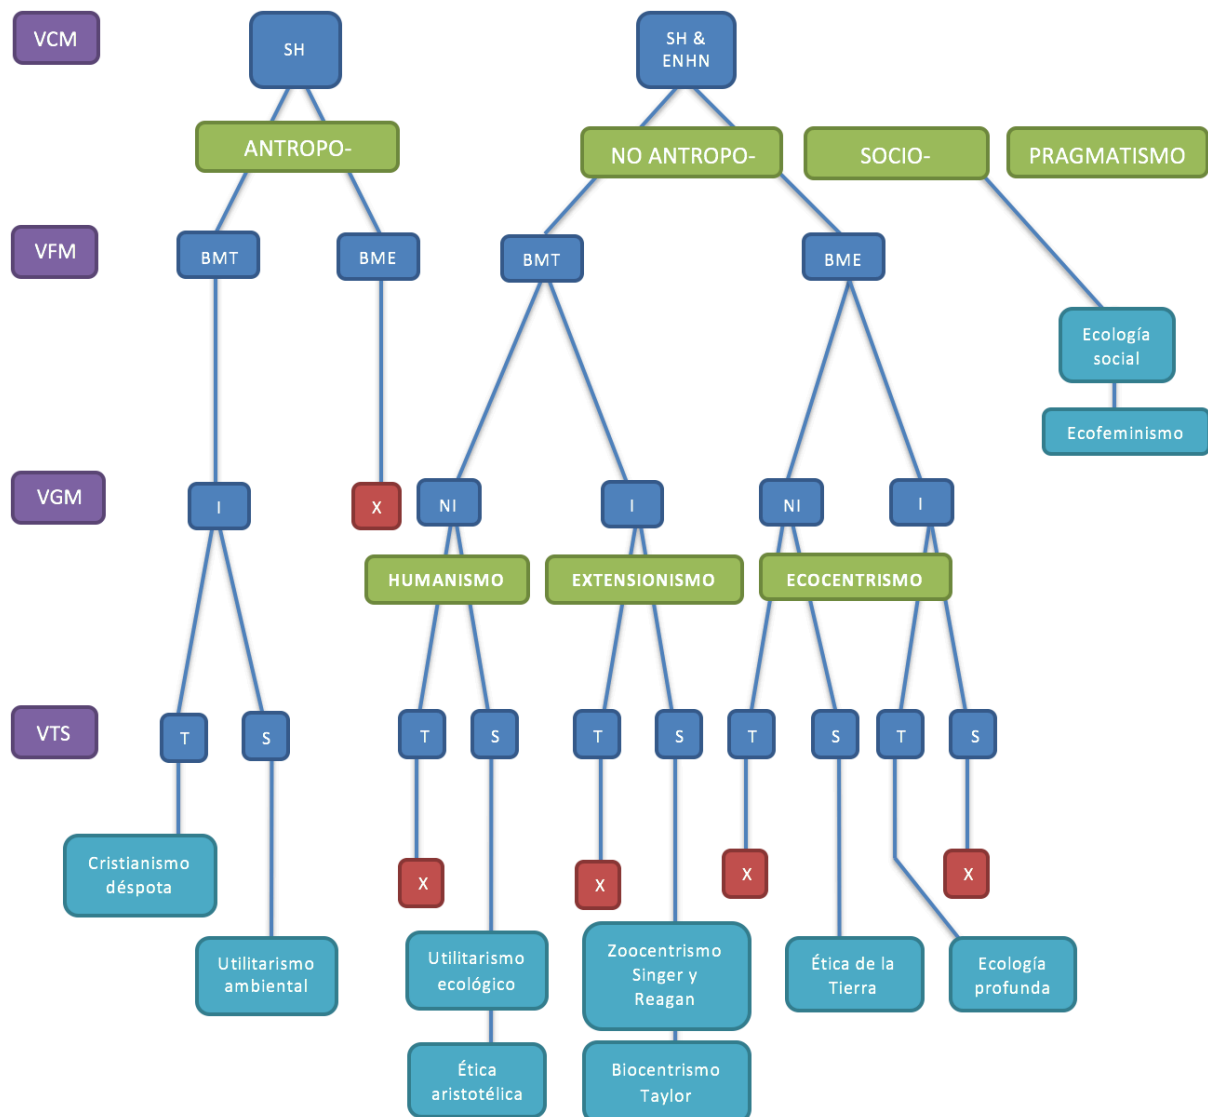 VCM
SH
SH &
ENHN
ANTROPO-
NO ANTROPO-
SOCIO-
PRAGMATISMO
VFM
BMT
BME
BMT
BME
Ecología
social
Ecofeminismo
VGM
I
X
NI
I
NI
I
HUMANISMO
EXTENSIONISMO
ECOCENTRISMO
VTS
T
S
T
S
T
S
T
S
T
S
Cristianismo
déspota
X
X
X
X
Utilitarismo
ambiental
Utilitarismo
ecológico
Zoocentrismo
Singer y
Reagan
Ética de la
Tierra
Ecología
profunda
Ética
aristotélica
Biocentrismo
Taylor